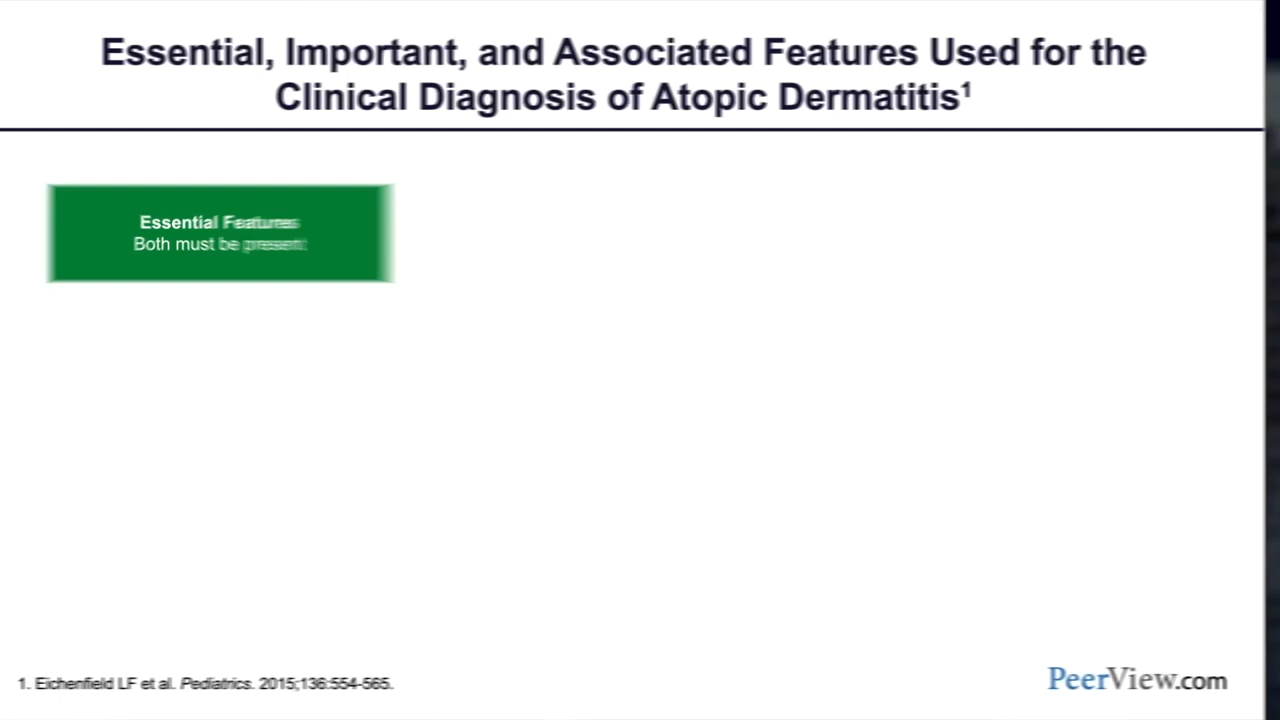 Essential, Important, and Associated Features Used for the
Clinical Diagnosis of Atopic Dermatitis¹
Essential Features
Both must be present
1. Eichenfield LF et al. Pediatrics. 2015;136:554-565.
PeerView.com